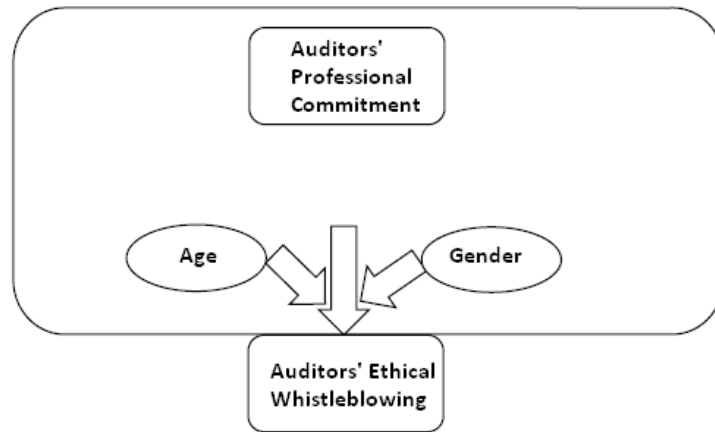 Auditors'
Professional
Commitment
Age
Gender
Auditors' Ethical
Whistleblowing